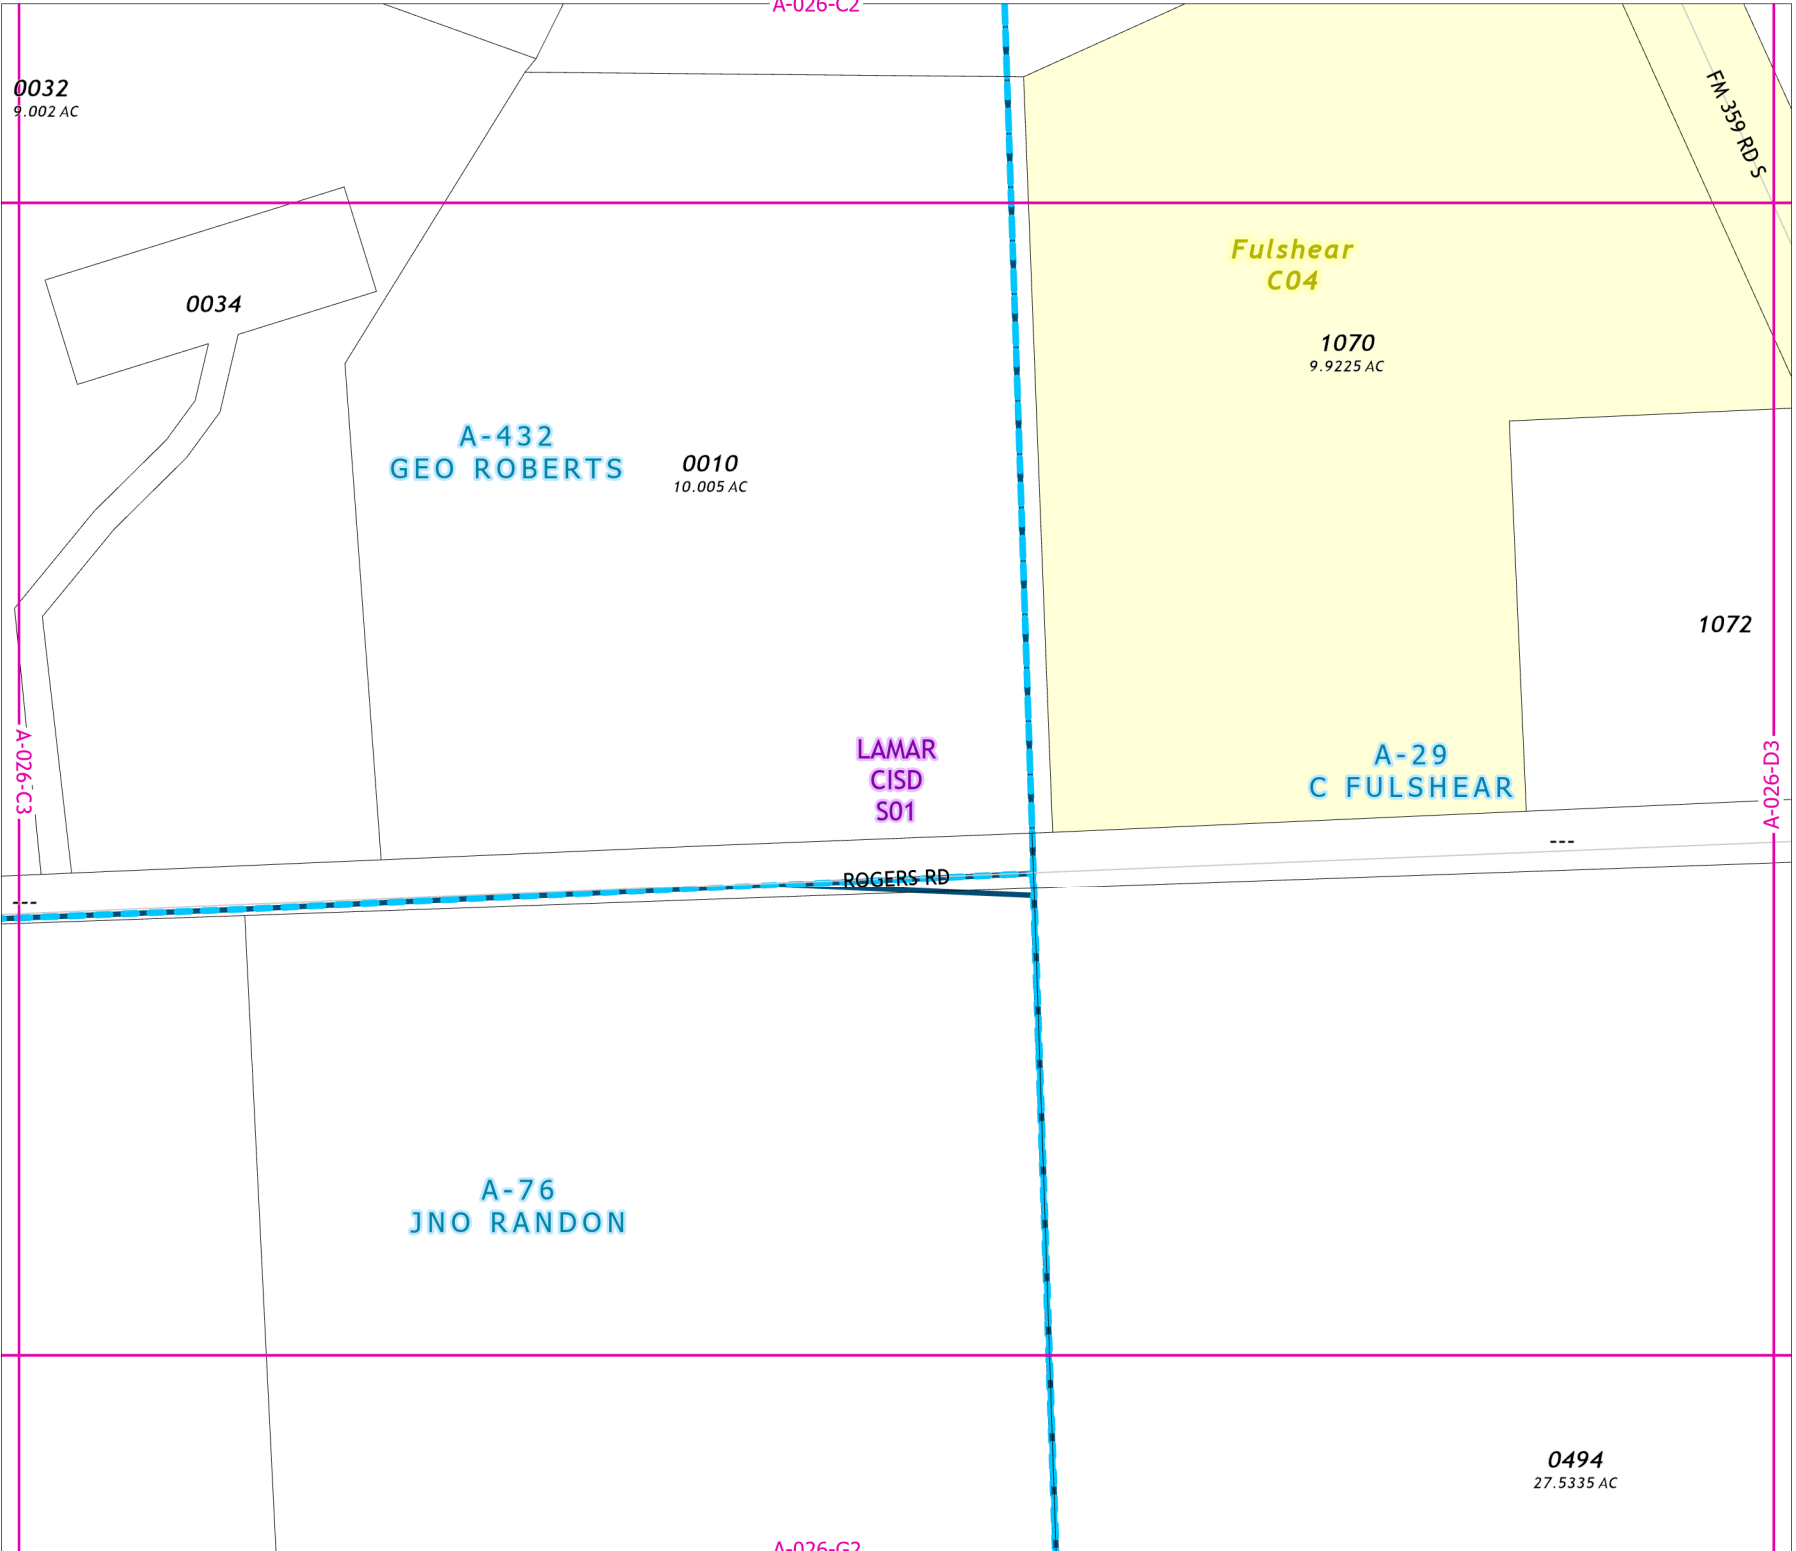 A-026-C2
0032
9.002 AC
FM 359 RD S
Fulshear
C04
0034
1070
9.9225 AC
A-432
GEO ROBERTS
0010
10.005 AC
1072
A-026-C3
LAMAR
CISD
S01
A-29
C FULSHEAR
A-026-D3
---
ROGERS RD
---
A-76
JNO RANDON
0494
27.5335 AC
A-026-G2